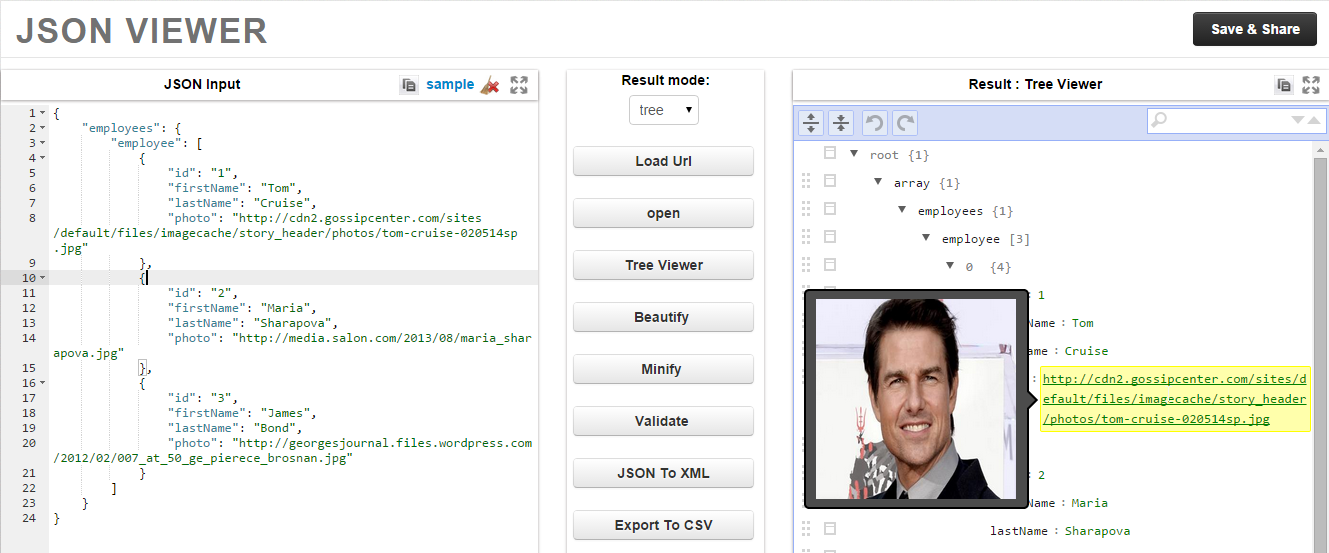 JSON VIEWER
Save & Share
JSON Input
sample
1 {
2 "employees": {
3 "employee": [
4 {
5 "id": "1",
6 "firstName": "Tom",
7 "lastName": "Cruise",
8 "photo": "http://cdn2.gossipcenter.com/sites
/default/files/imagecache/story_header/photos/tom-cruise-020514sp
.jpg"
9 },
10 {
11 "id": "2",
12 "firstName": "Maria",
13 "lastName": "Sharapova",
14 "photo": "http://media.salon.com/2013/08/maria_shar
apova.jpg"
15 },
16 {
17 "id": "3",
18 "firstName": "James",
19 "lastName": "Bond",
20 "photo": "http://georgesjournal.files.wordpress.com
/2012/02/007_at_50_ge_pierece_brosnan.jpg"
21 }
22 ]
23 }
24 }
Result mode:
tree
Load Url
open
Tree Viewer
Beautify
Minify
Validate
JSON To XML
Export To CSV
Result : Tree Viewer
root {1}
array {1}
employees {1}
employee [3]
0 {4}
: 1
Name : Tom
ame : Cruise
:
http://cdn2.gossipcenter.com/sites/d
efault/files/imagecache/story_header
/photos/tom-cruise-020514sp.jpg
: 2
Name : Maria
lastName : Sharapova